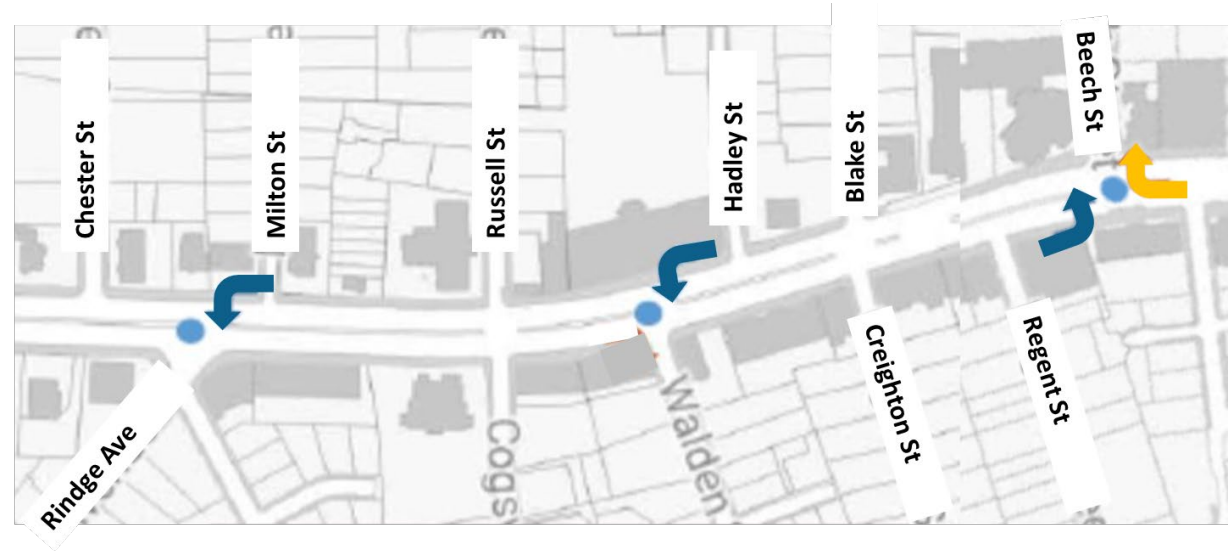 Chester St
Milton St
Russell St
Hadley St
Blake St
Beech St
Rindge Ave
Cogsw
Walden
Creighton St
Regent St